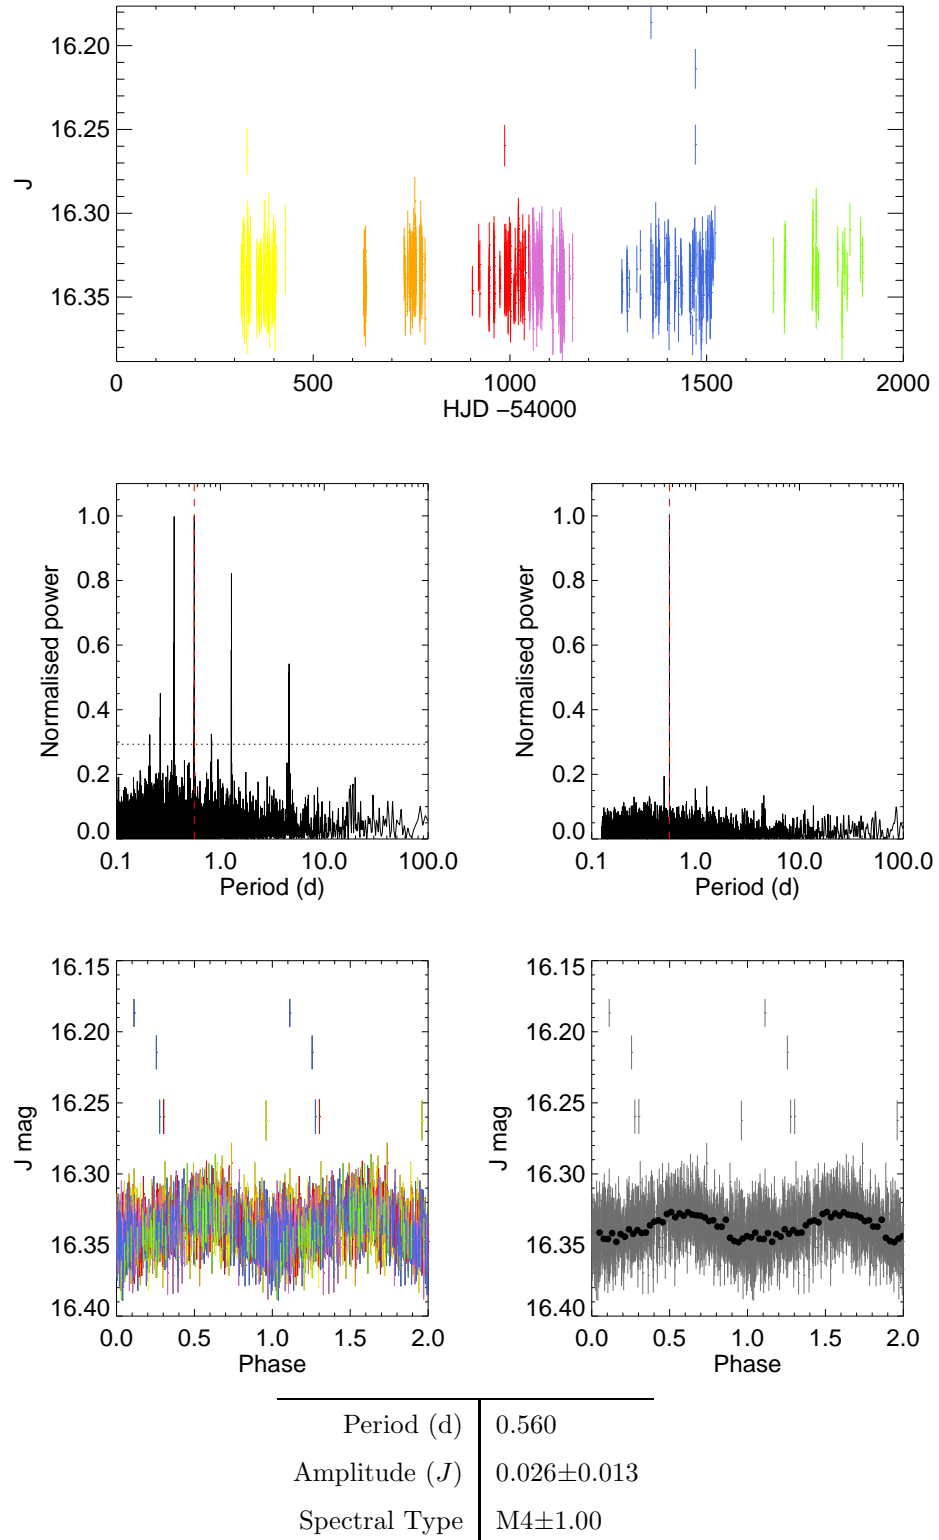 16.20
16.25
16.30
16.35
J
0 500 1000 1500 2000
HJD −54000
1.0
0.8
0.6
0.4
0.2
0.0
Normalised power
0.1 1.0 10.0 100.0
Period (d)
1.0
0.8
0.6
0.4
0.2
0.0
Normalised power
0.1 1.0 10.0 100.0
Period (d)
16.15
16.20
16.25
16.30
16.35
16.40
J mag
0.0 0.5 1.0 1.5 2.0
Phase
16.15
16.20
16.25
16.30
16.35
16.40
J mag
0.0 0.5 1.0 1.5 2.0
Phase
Period (d) 0.560
Amplitude (J) 0.026±0.013
Spectral Type M4±1.00